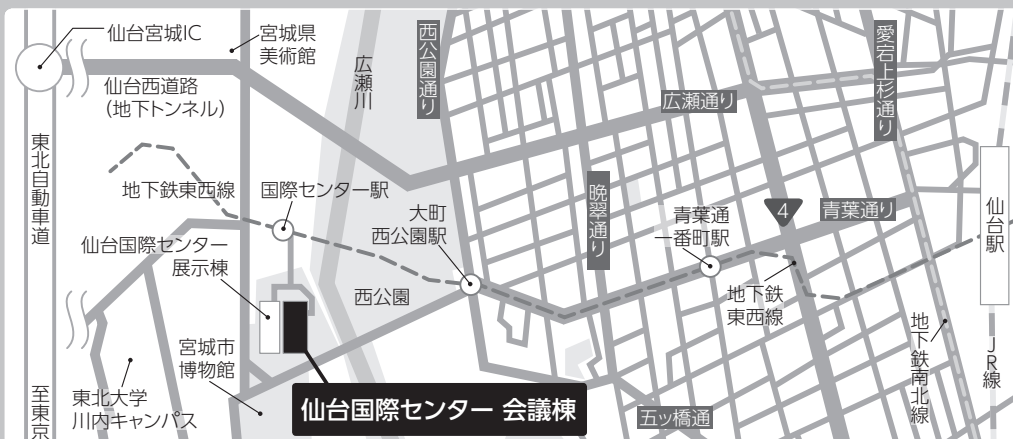 仙台宮城IC
宮城県
美術館
仙台西道路
（地下トンネル）
広瀬川
西公園通り
愛宕上杉通り
広瀬通り
東北自動車道
地下鉄東西線
国際センター駅
大町
西公園駅
晩翠通り
青葉通
一番町駅
4
青葉通り
仙台駅
仙台国際センター
展示棟
西公園
地下鉄
東西線
地下鉄南北線
JR線
宮城市
博物館
東北大学
川内キャンパス
至東京
仙台国際センター 会議棟
五ッ橋通